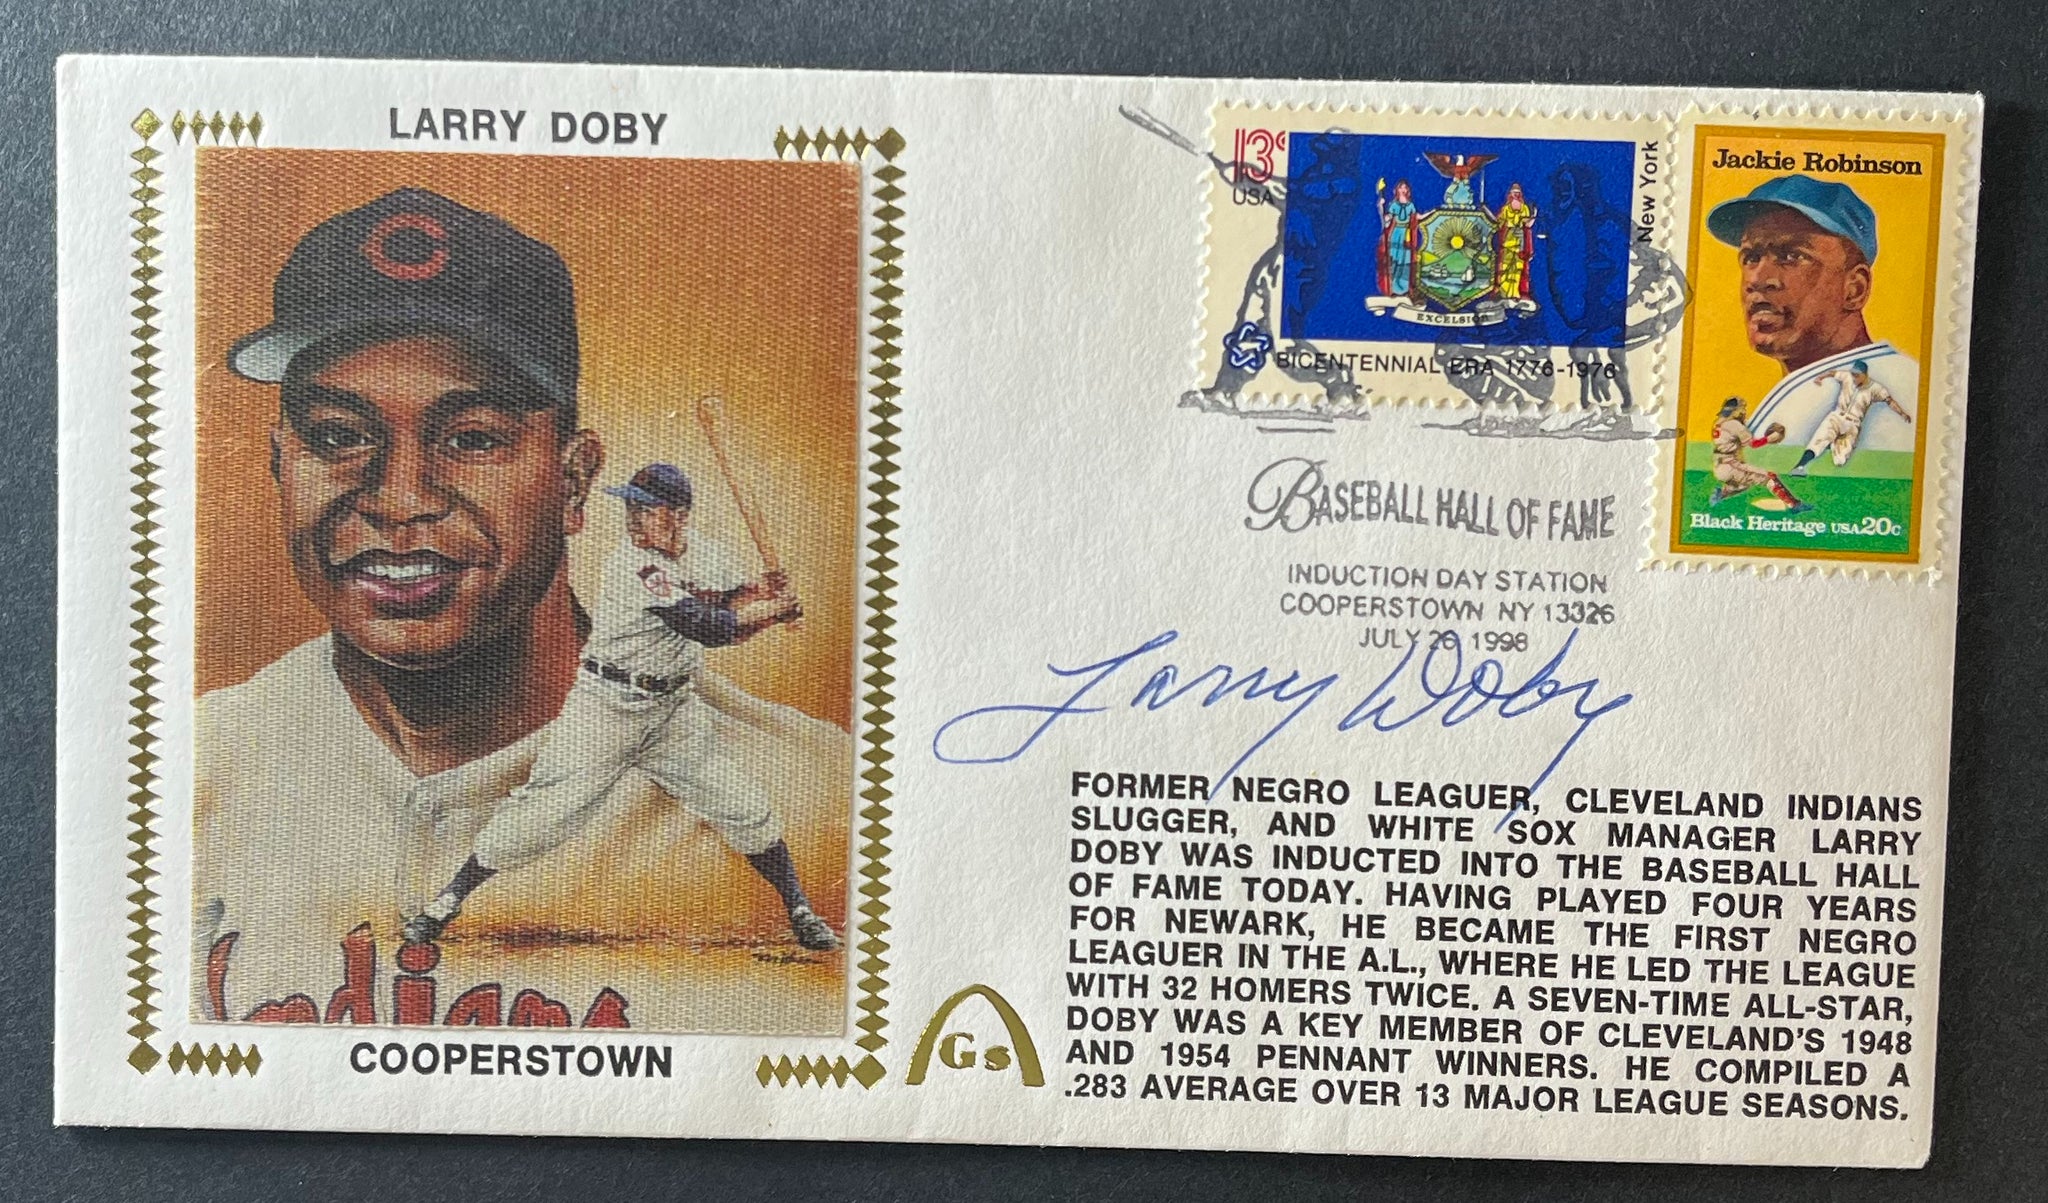 LARRY DOBY
C
Indians
COOPERSTOWN
13¢
USA
New York
EXCELSIOR
BICENTENNIAL ERA 1776-1976
Jackie Robinson
Black Heritage USA 20c
BASEBALL HALL OF FAME
INDUCTION DAY STATION
COOPERSTOWN NY 13326
JULY 26 1998
Larry Doby
FORMER NEGRO LEAGUER, CLEVELAND INDIANS
SLUGGER, AND WHITE SOX MANAGER LARRY
DOBY WAS INDUCTED INTO THE BASEBALL HALL
OF FAME TODAY. HAVING PLAYED FOUR YEARS
FOR NEWARK, HE BECAME THE FIRST NEGRO
LEAGUER IN THE A.L., WHERE HE LED THE LEAGUE
WITH 32 HOMERS TWICE. A SEVEN-TIME ALL-STAR,
DOBY WAS A KEY MEMBER OF CLEVELAND'S 1948
AND 1954 PENNANT WINNERS. HE COMPILED A
.283 AVERAGE OVER 13 MAJOR LEAGUE SEASONS.
Gs